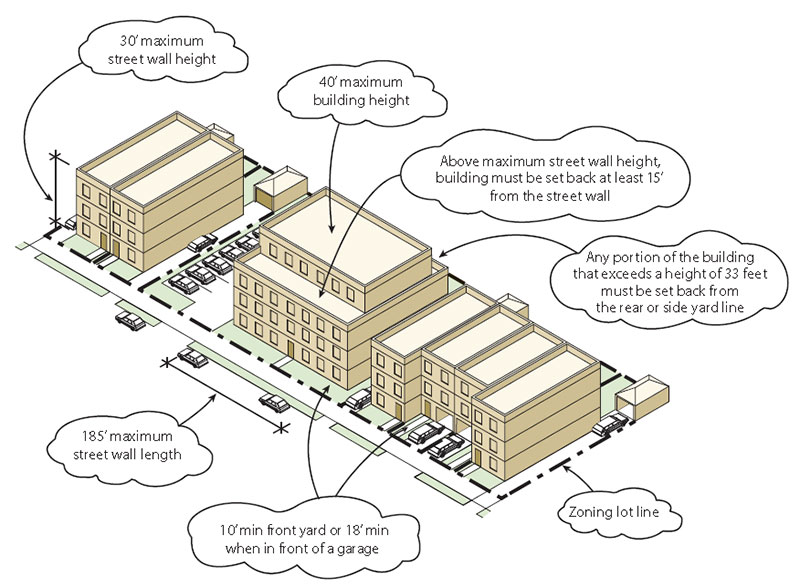 30' maximum
street wall height
40' maximum
building height
Above maximum street wall height,
building must be set back at least 15'
from the street wall
Any portion of the building
that exceeds a height of 33 feet
must be set back from
the rear or side yard line
185' maximum
street wall length
10' min front yard or 18' min
when in front of a garage
Zoning lot line